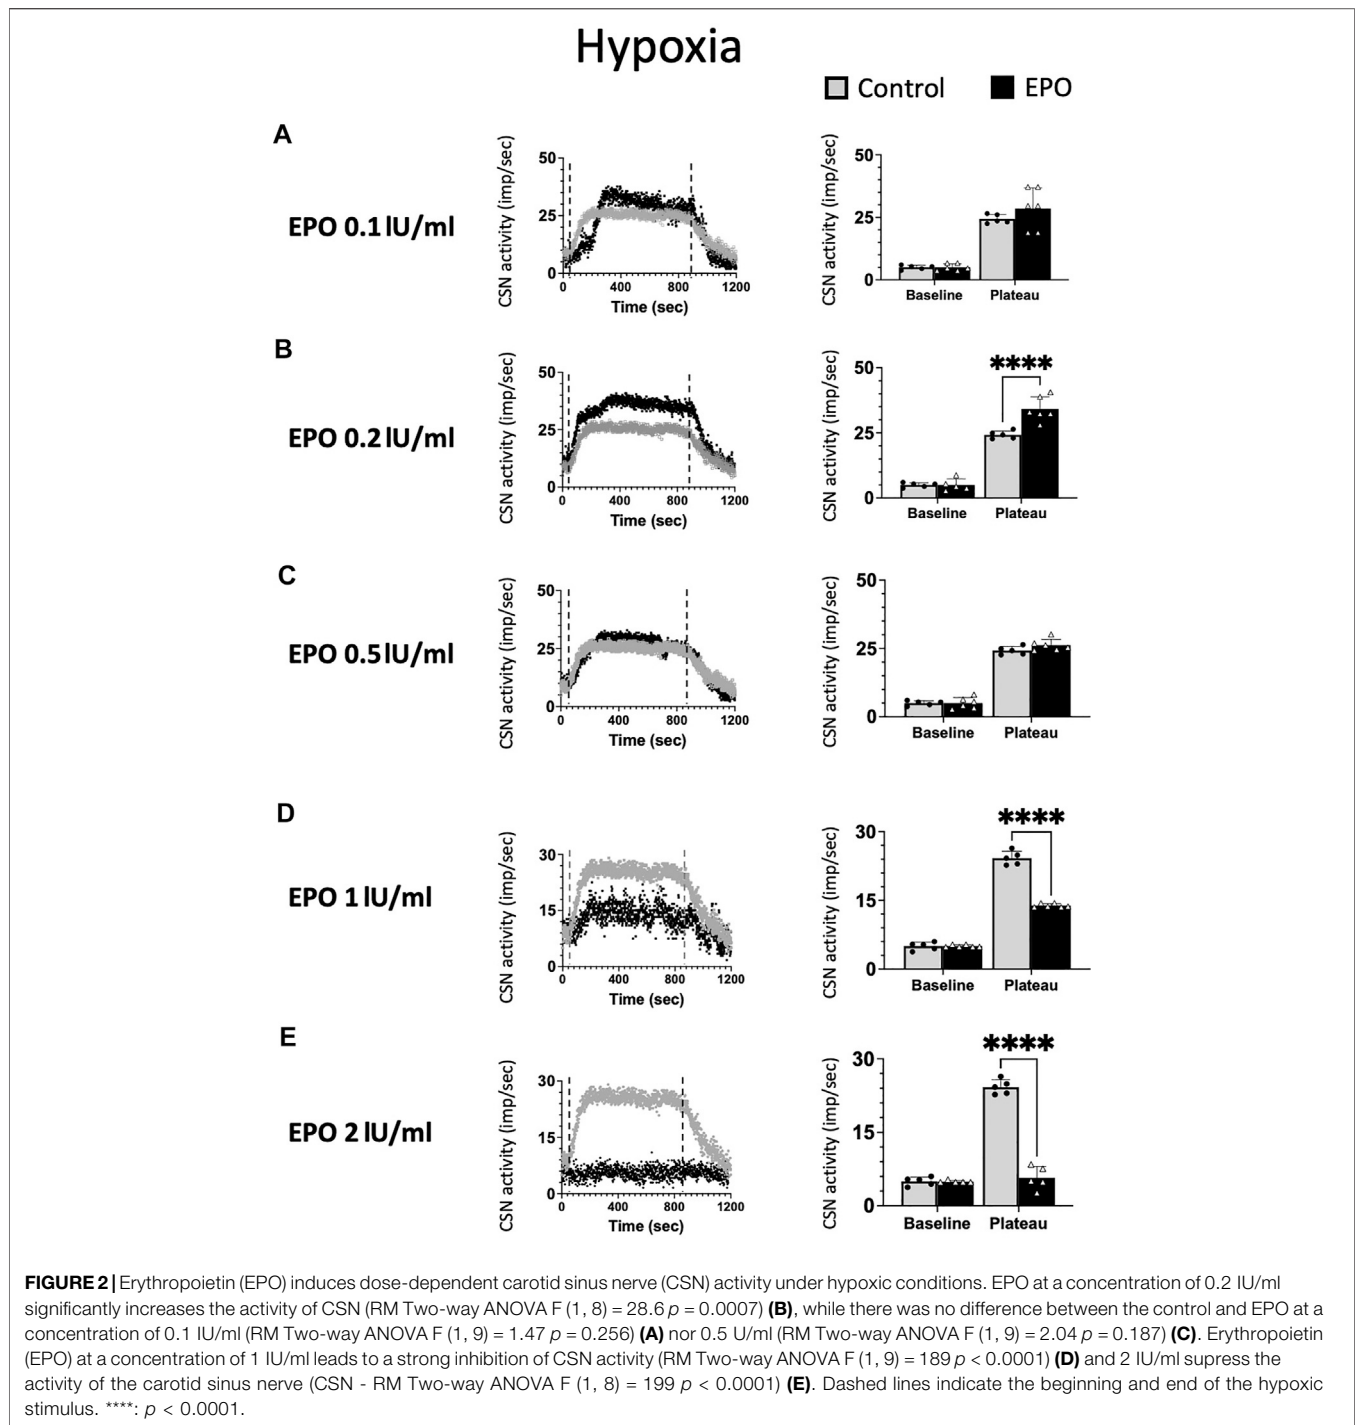 Hypoxia
Control EPO
A
EPO 0.1 IU/ml
CSN activity (imp/sec)
50
25
0
0 400 800 1200
Time (sec)
CSN activity (imp/sec)
50
25
0
Baseline Plateau
B
EPO 0.2 IU/ml
CSN activity (imp/sec)
50
25
0
0 400 800 1200
Time (sec)
CSN activity (imp/sec)
50
25
0
****
Baseline Plateau
C
EPO 0.5 IU/ml
CSN activity (imp/sec)
50
25
0
0 400 800 1200
Time (sec)
CSN activity (imp/sec)
50
25
0
Baseline Plateau
D
EPO 1 IU/ml
CSN activity (imp/sec)
30
15
0
0 400 800 1200
Time (sec)
CSN activity (imp/sec)
30
15
0
****
Baseline Plateau
E
EPO 2 IU/ml
CSN activity (imp/sec)
30
15
0
0 400 800 1200
Time (sec)
CSN activity (imp/sec)
30
15
0
****
Baseline Plateau
FIGURE 2 | Erythropoietin (EPO) induces dose-dependent carotid sinus nerve (CSN) activity under hypoxic conditions. EPO at a concentration of 0.2 IU/ml
significantly increases the activity of CSN (RM Two-way ANOVA F (1, 8) = 28.6 p = 0.0007) (B), while there was no difference between the control and EPO at a
concentration of 0.1 IU/ml (RM Two-way ANOVA F (1, 9) = 1.47 p = 0.256) (A) nor 0.5 U/ml (RM Two-way ANOVA F (1, 9) = 2.04 p = 0.187) (C). Erythropoietin
(EPO) at a concentration of 1 IU/ml leads to a strong inhibition of CSN activity (RM Two-way ANOVA F (1, 9) = 189 p < 0.0001) (D) and 2 IU/ml supress the
activity of the carotid sinus nerve (CSN - RM Two-way ANOVA F (1, 8) = 199 p < 0.0001) (E). Dashed lines indicate the beginning and end of the hypoxic
stimulus. ****: p < 0.0001.